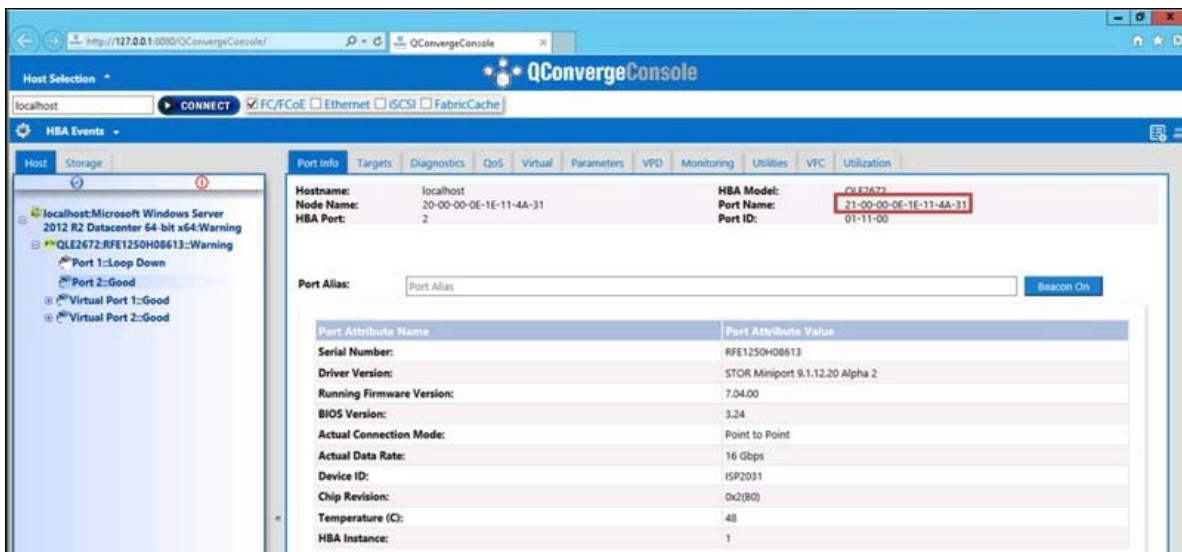 http://127.0.0.1:8080/QConvergeConsole/
QConvergeConsole
Host Selection
QConvergeConsole
localhost
CONNECT
FC/FCoE Ethernet iSCSI FabricCache
HBA Events
Host Storage
Port Info Targets Diagnostics QoS Virtual Parameters VPD Monitoring Utilities VFC Utilization
localhost:Microsoft Windows Server
2012 R2 Datacenter 64-bit x64:Warning
QLE2672:RFE1250H08613::Warning
Port 1::Loop Down
Port 2::Good
Virtual Port 1::Good
Virtual Port 2::Good
Hostname: localhost HBA Model: QLE2672
Node Name: 20-00-00-0E-1E-11-4A-31 Port Name: 21-00-00-0E-1E-11-4A-31
HBA Port: 2 Port ID: 01-11-00
Port Alias: Port Alias Beacon On
Port Attribute Name Port Attribute Value
Serial Number: RFE1250H08613
Driver Version: STOR Miniport 9.1.12.20 Alpha 2
Running Firmware Version: 7.04.00
BIOS Version: 3.24
Actual Connection Mode: Point to Point
Actual Data Rate: 16 Gbps
Device ID: ISP2031
Chip Revision: 0x2(B0)
Temperature (C): 48
HBA Instance: 1